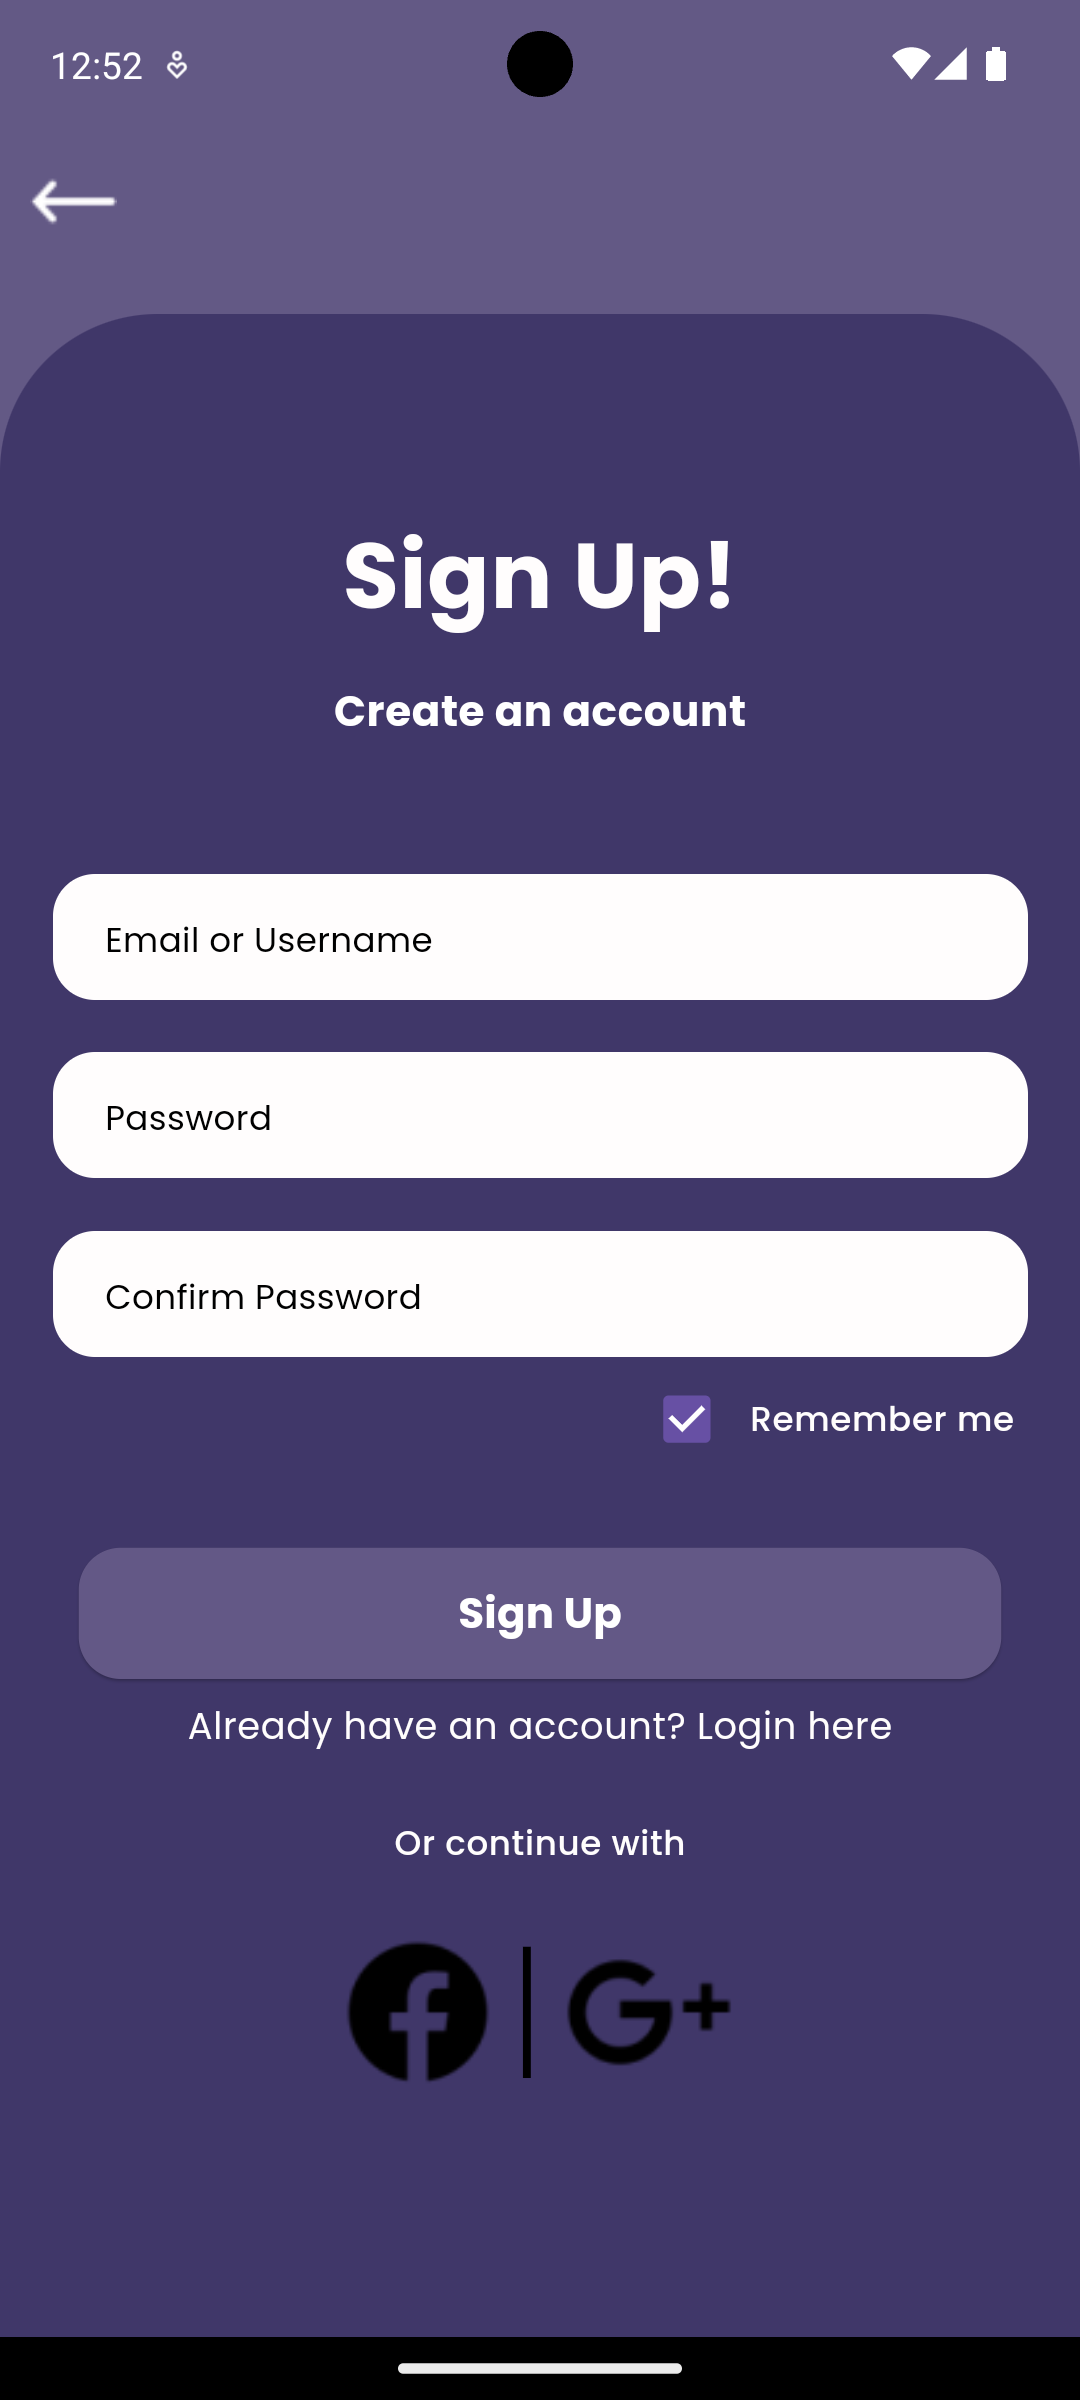 12:52
Sign Up!
Create an account
Email or Username
Password
Confirm Password
Remember me
Sign Up
Already have an account? Login here
Or continue with
G+